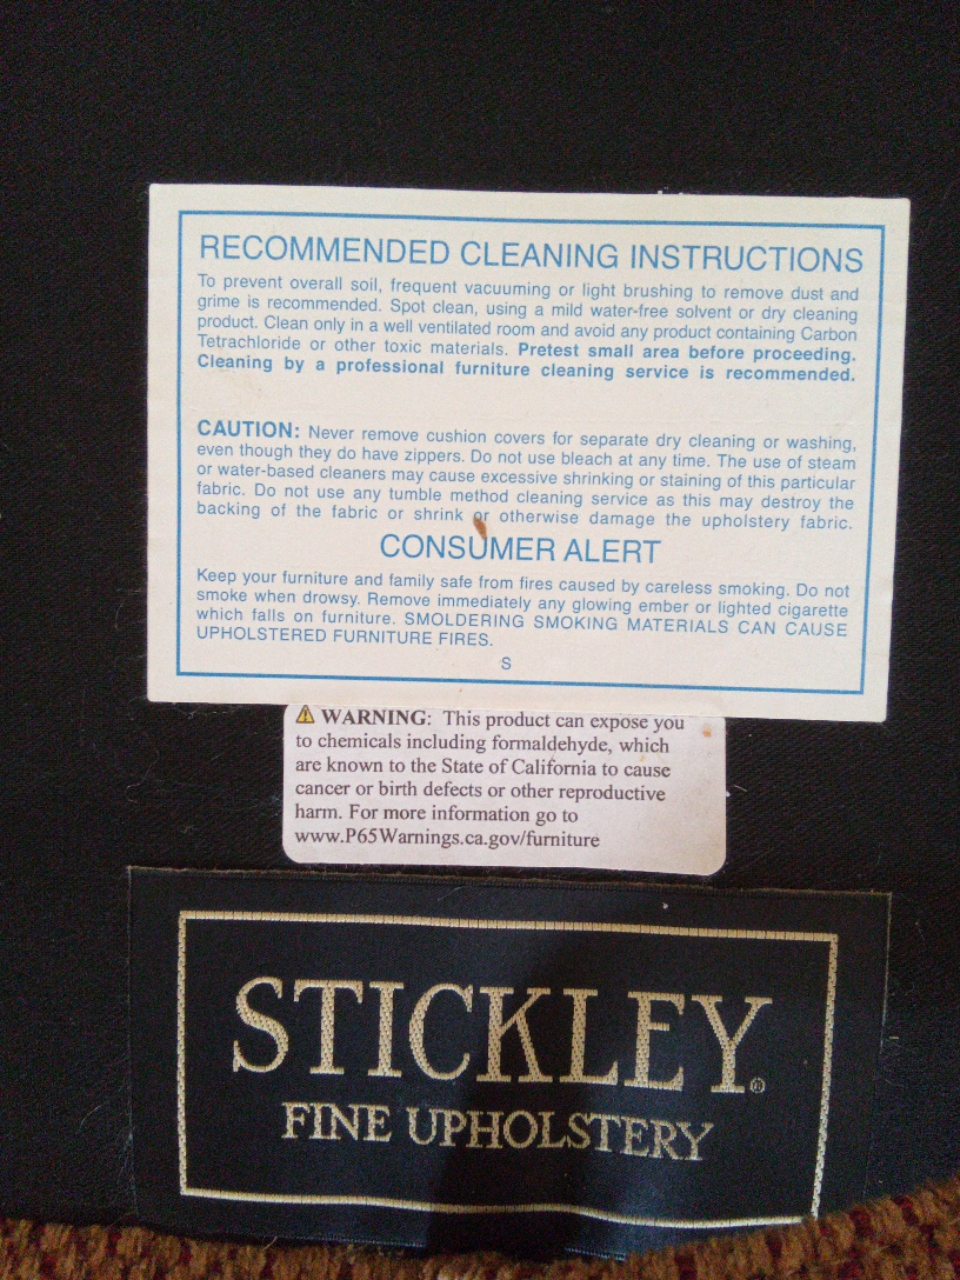 RECOMMENDED CLEANING INSTRUCTIONS
To prevent overall soil, frequent vacuuming or light brushing to remove dust and
grime is recommended. Spot clean, using a mild water-free solvent or dry cleaning
product. Clean only in a well ventilated room and avoid any product containing Carbon
Tetrachloride or other toxic materials. Pretest small area before proceeding.
Cleaning by a professional furniture cleaning service is recommended.
CAUTION: Never remove cushion covers for separate dry cleaning or washing,
even though they do have zippers. Do not use bleach at any time. The use of steam
or water-based cleaners may cause excessive shrinking or staining of this particular
fabric. Do not use any tumble method cleaning service as this may destroy the
backing of the fabric or shrink or otherwise damage the upholstery fabric.
CONSUMER ALERT
Keep your furniture and family safe from fires caused by careless smoking. Do not
smoke when drowsy. Remove immediately any glowing ember or lighted cigarette
which falls on furniture. SMOLDERING SMOKING MATERIALS CAN CAUSE
UPHOLSTERED FURNITURE FIRES.
S
⚠ WARNING: This product can expose you
to chemicals including formaldehyde, which
are known to the State of California to cause
cancer or birth defects or other reproductive
harm. For more information go to
www.P65Warnings.ca.gov/furniture
STICKLEY®
FINE UPHOLSTERY